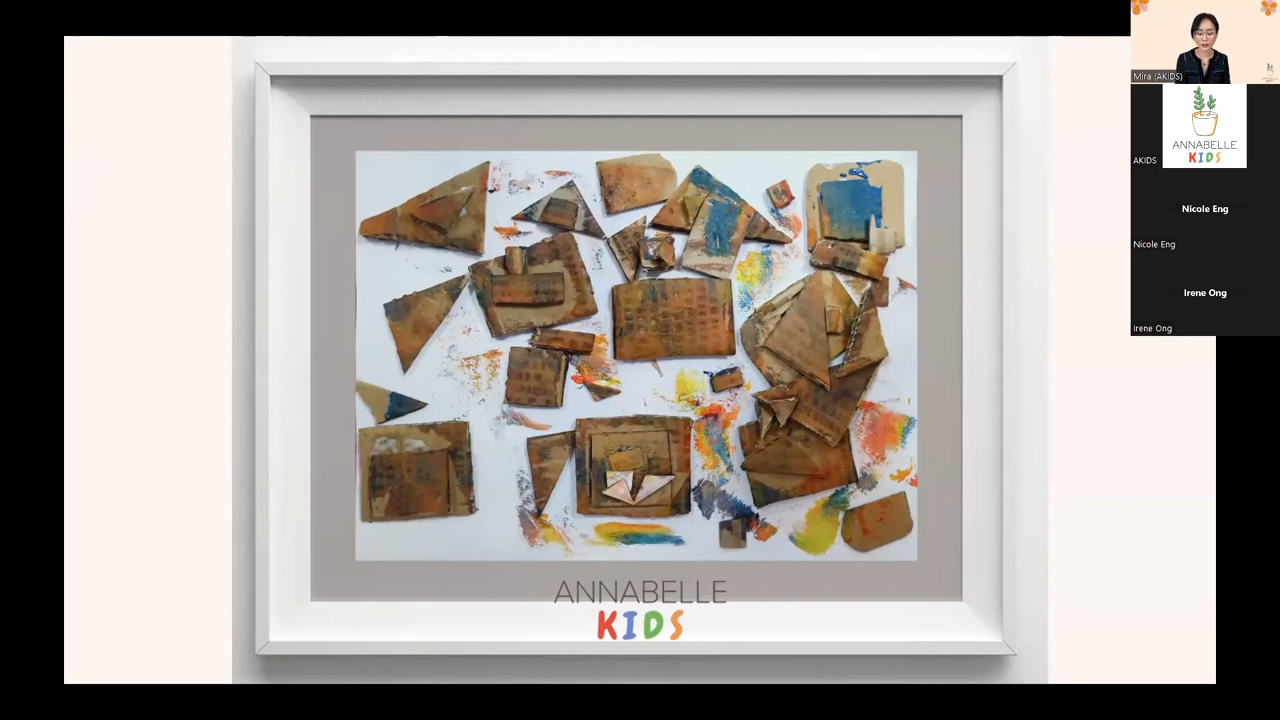 ANNABELLE
KIDS
Mira (AKIDS)
ANNABELLE
KIDS
AKIDS
Nicole Eng
Nicole Eng
Irene Ong
Irene Ong